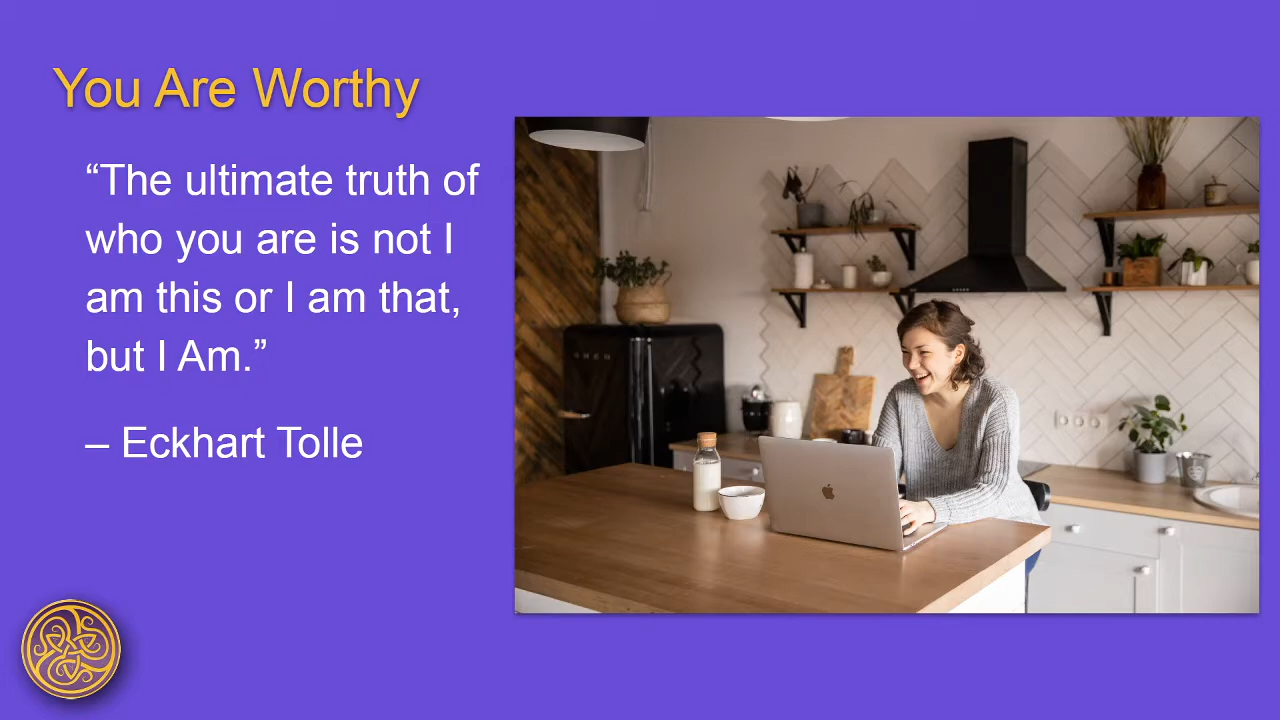 You Are Worthy
“The ultimate truth of
who you are is not I
am this or I am that,
but I Am.”
– Eckhart Tolle
SMEG